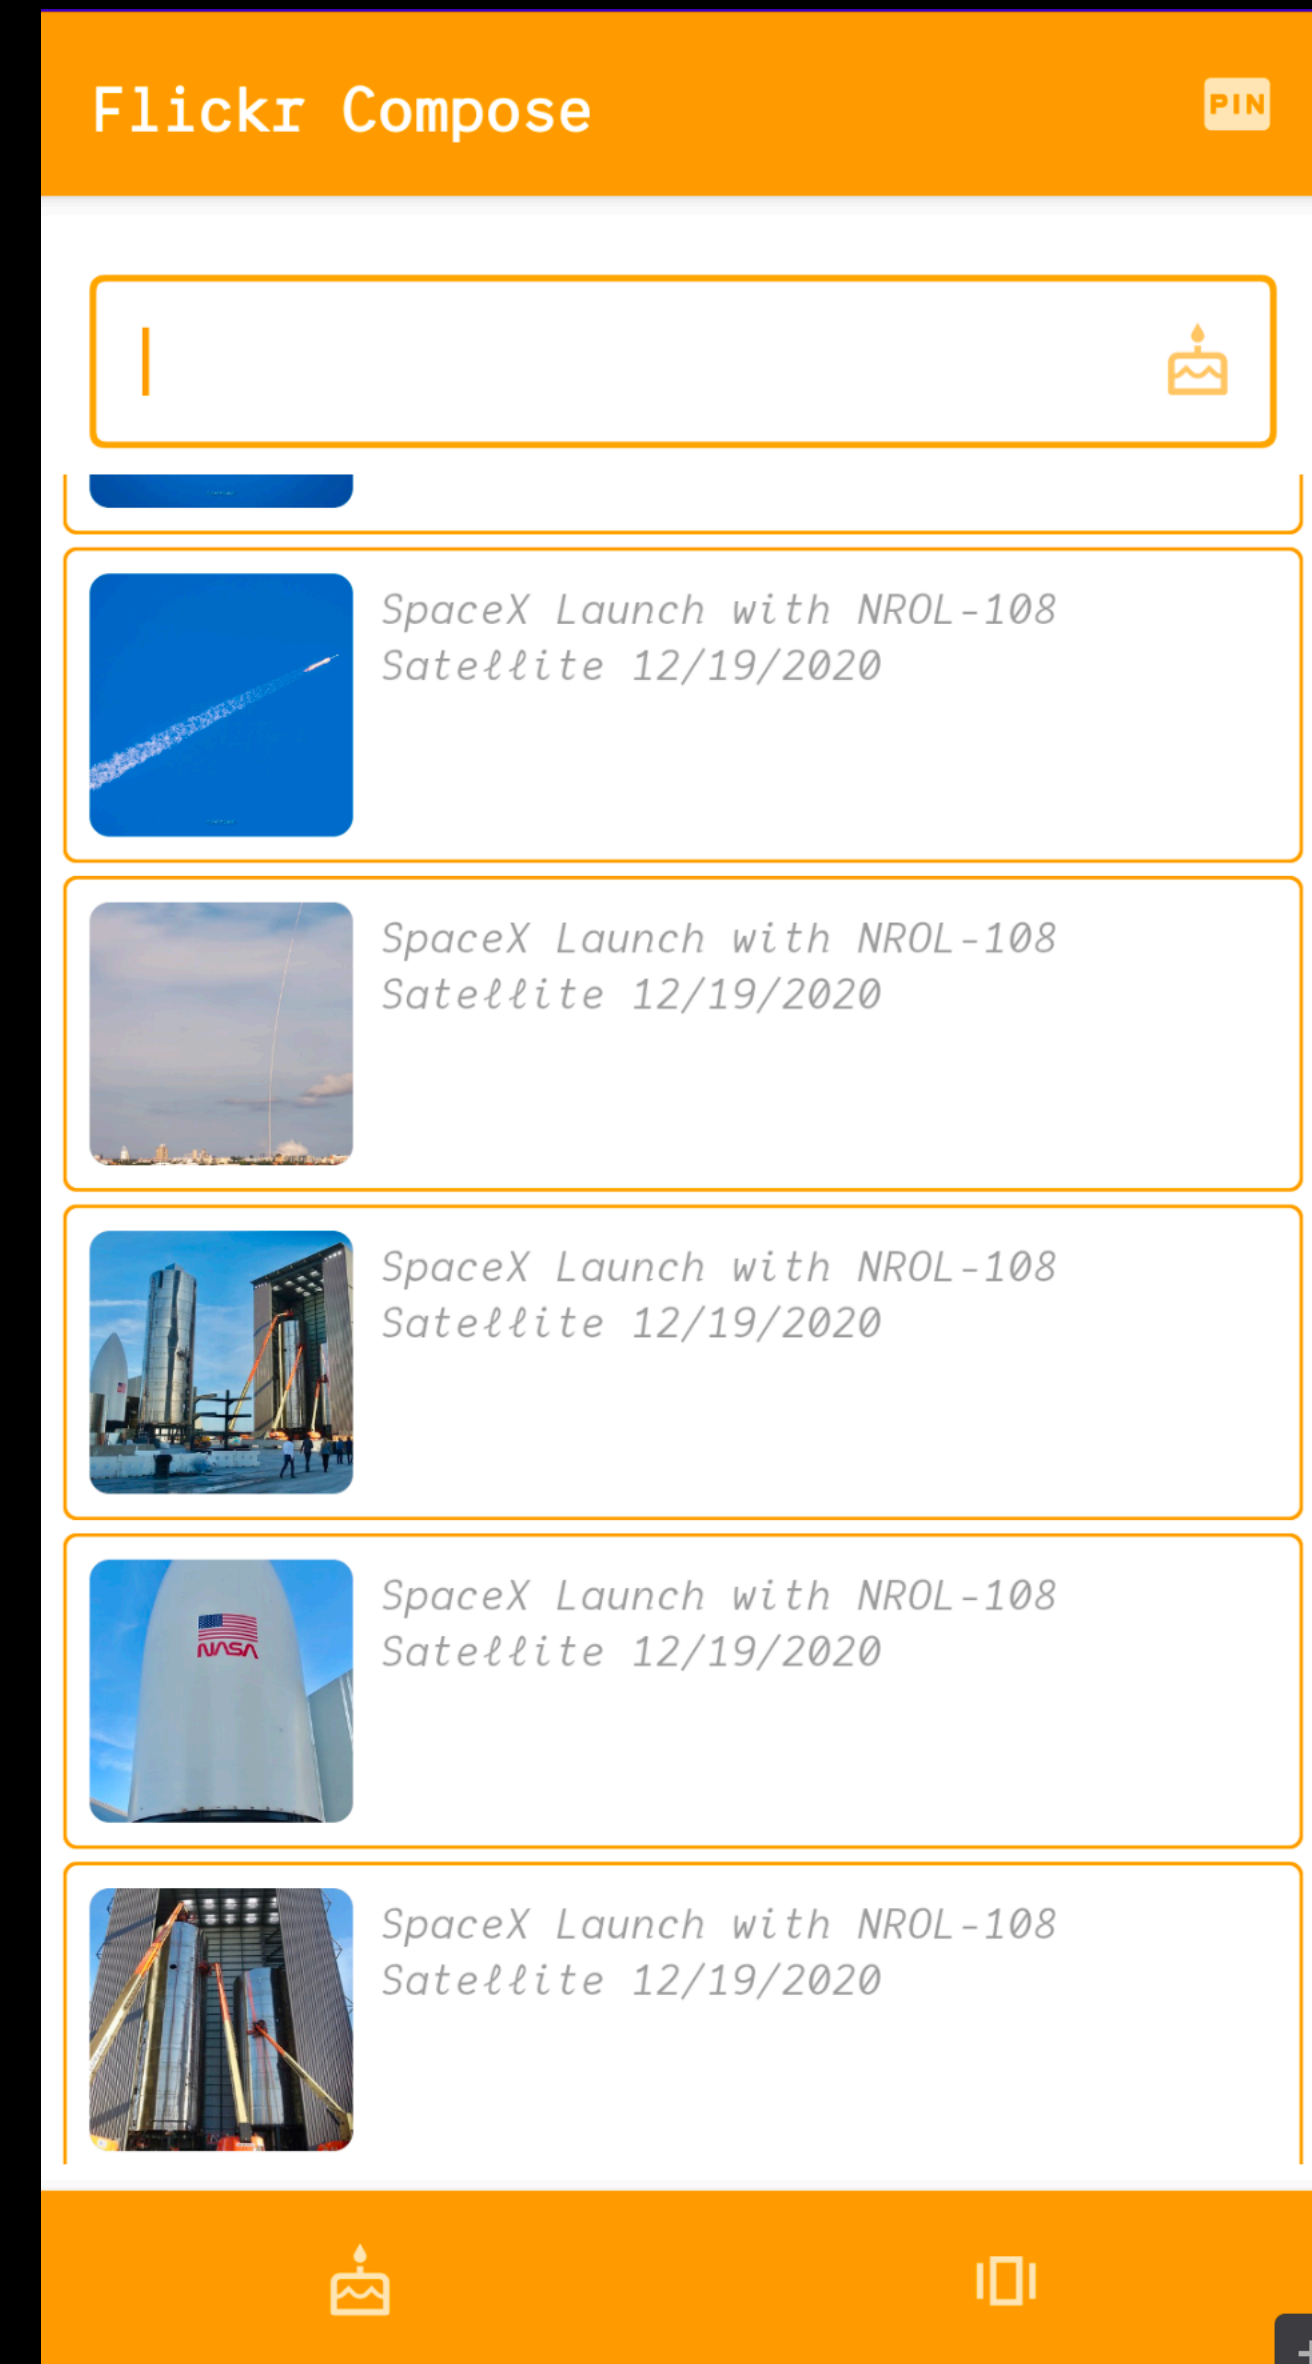 Flickr Compose
PIN
SpaceX Launch with NROL-108
Satellite 12/19/2020
SpaceX Launch with NROL-108
Satellite 12/19/2020
SpaceX Launch with NROL-108
Satellite 12/19/2020
SpaceX Launch with NROL-108
Satellite 12/19/2020
NASA
SpaceX Launch with NROL-108
Satellite 12/19/2020